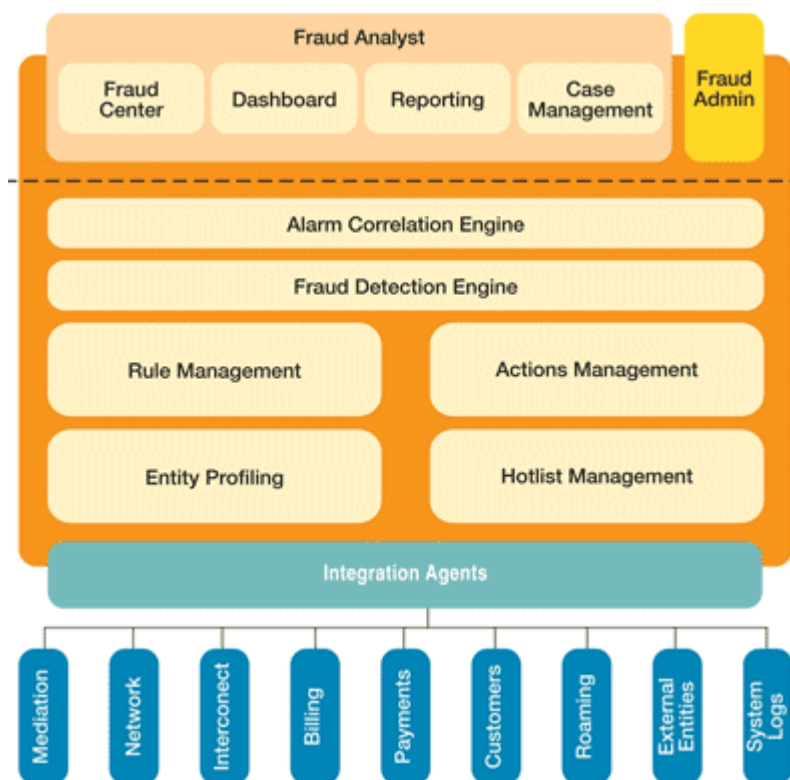 Fraud Analyst
Fraud
Center
Dashboard
Reporting
Case
Management
Fraud
Admin
Alarm Correlation Engine
Fraud Detection Engine
Rule Management
Actions Management
Entity Profiling
Hotlist Management
Integration Agents
Mediation
Network
Interconect
Billing
Payments
Customers
Roaming
External
Entities
System
Logs